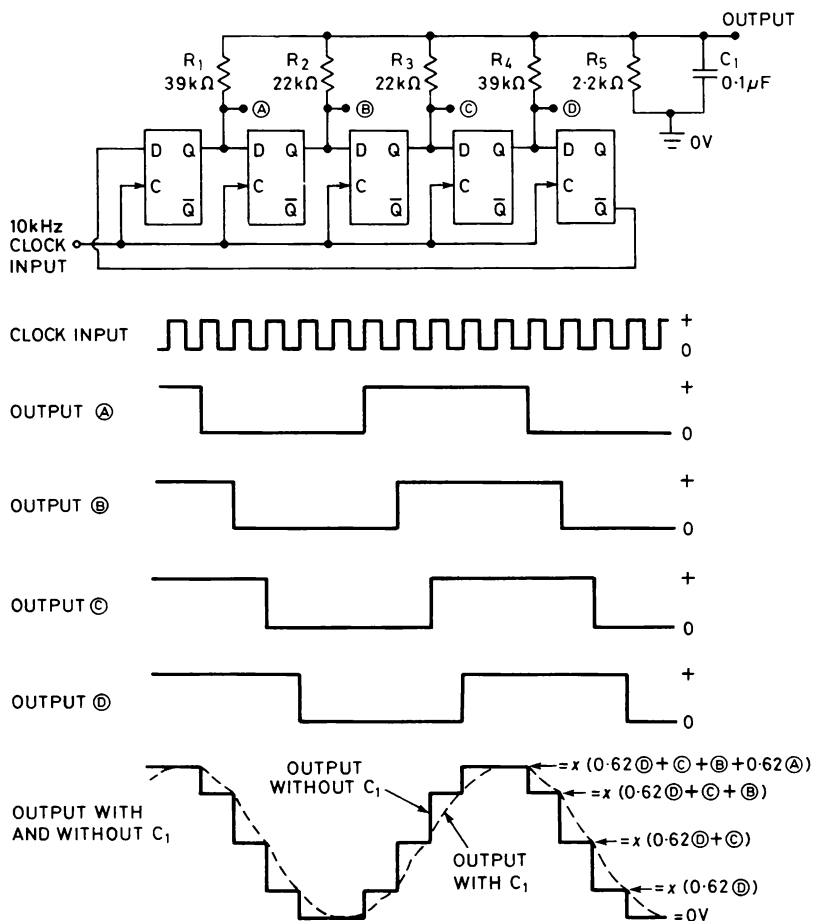 OUTPUT
R1 R2 R3 R4 R5 C1
39kΩ 22kΩ 22kΩ 39kΩ 2.2kΩ 0.1μF
Ⓐ Ⓑ Ⓒ Ⓓ
0V
D Q D Q D Q D Q D Q
C C C C C
Q̅ Q̅ Q̅ Q̅ Q̅
10kHz
CLOCK
INPUT
CLOCK INPUT + 0
OUTPUT Ⓐ + 0
OUTPUT Ⓑ + 0
OUTPUT Ⓒ + 0
OUTPUT Ⓓ + 0
OUTPUT WITH
AND WITHOUT C1
OUTPUT
WITHOUT C1
OUTPUT
WITH C1
=x(0.62Ⓓ+Ⓒ+Ⓑ+0.62Ⓐ)
=x(0.62Ⓓ+Ⓒ+Ⓑ)
=x(0.62Ⓓ+Ⓒ)
=x(0.62Ⓓ)
=0V